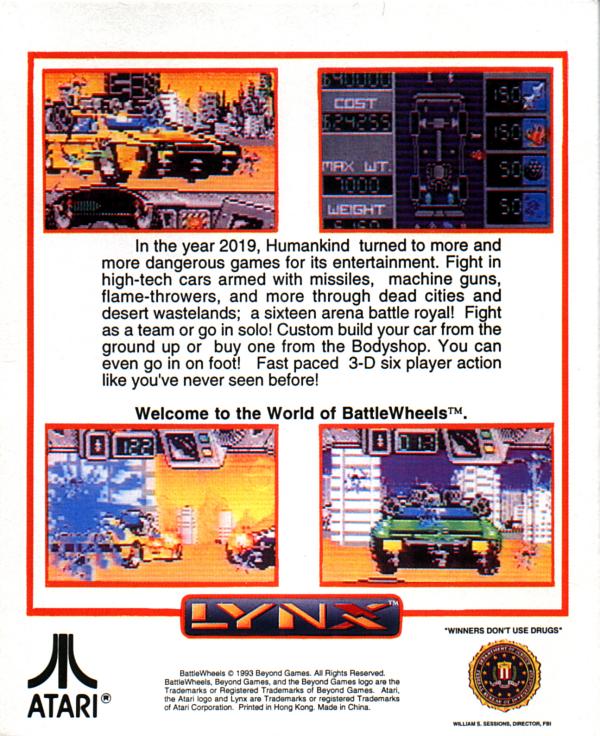 640000
COST
624255
MAX WT.
7000
WEIGHT
150
150
50
50
In the year 2019, Humankind turned to more and
more dangerous games for its entertainment. Fight in
high-tech cars armed with missiles, machine guns,
flame-throwers, and more through dead cities and
desert wastelands; a sixteen arena battle royal! Fight
as a team or go in solo! Custom build your car from the
ground up or buy one from the Bodyshop. You can
even go in on foot! Fast paced 3-D six player action
like you've never seen before!
Welcome to the World of BattleWheels™.
LYNX™
"WINNERS DON'T USE DRUGS"
ATARI®
BattleWheels © 1993 Beyond Games. All Rights Reserved.
BattleWheels, Beyond Games, and the Beyond Games logo are the
Trademarks or Registered Trademarks of Beyond Games. Atari,
the Atari logo and Lynx are Trademarks or registered Trademarks
of Atari Corporation. Printed in Hong Kong. Made in China.
WILLIAM S. SESSIONS, DIRECTOR, FBI